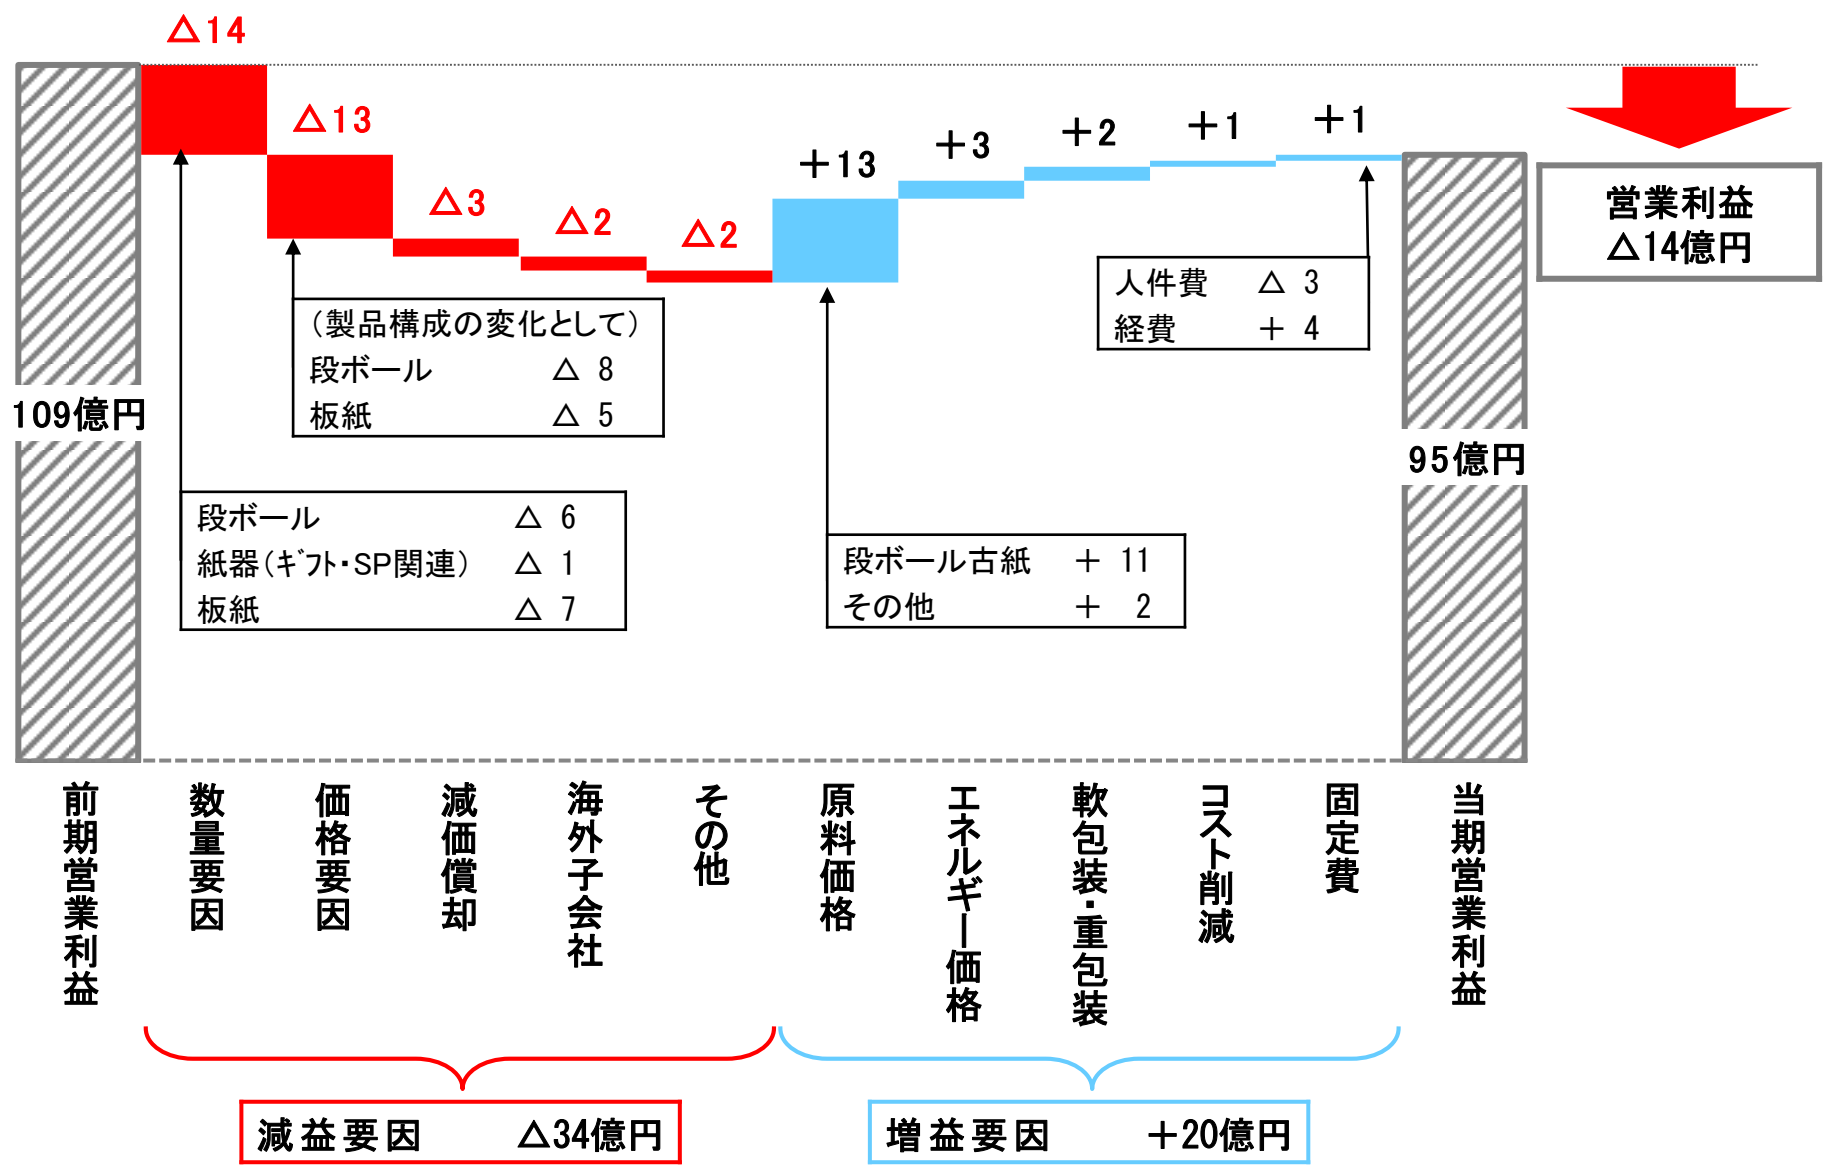 △14
△13
△3
△2
△2
＋13
＋3
＋2
＋1
＋1
営業利益
△14億円
人件費 △ 3
経費 ＋ 4
（製品構成の変化として）
段ボール △ 8
板紙 △ 5
109億円
95億円
段ボール △ 6
紙器（ｷﾞﾌﾄ・SP関連） △ 1
板紙 △ 7
段ボール古紙 ＋ 11
その他 ＋ 2
前期営業利益
数量要因
価格要因
減価償却
海外子会社
その他
原料価格
エネルギー価格
軟包装・重包装
コスト削減
固定費
当期営業利益
減益要因 △34億円
増益要因 ＋20億円